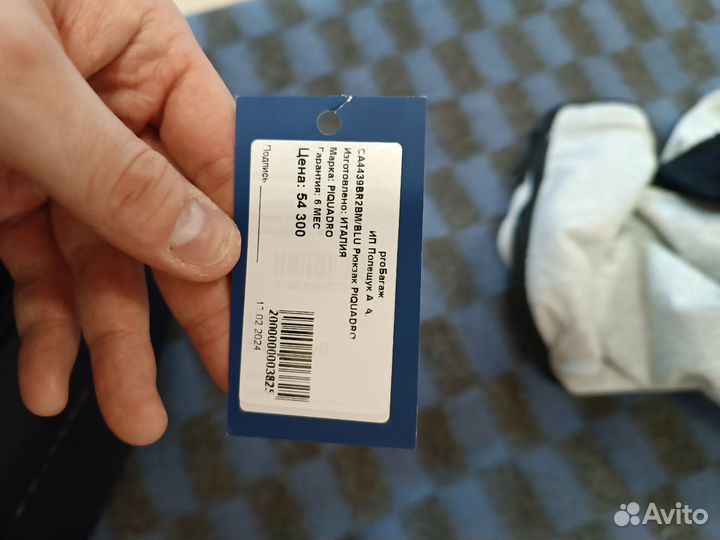 proБагаж
ИП Полещук А. А.
CA4439BR2BM/BLU Рюкзак PIQUADRO
Изготовлено: ИТАЛИЯ
Марка: PIQUADRO
Гарантия: 6 МЕС
Цена: 54 300
Подпись
2000000003825
13.02.2024
Avito